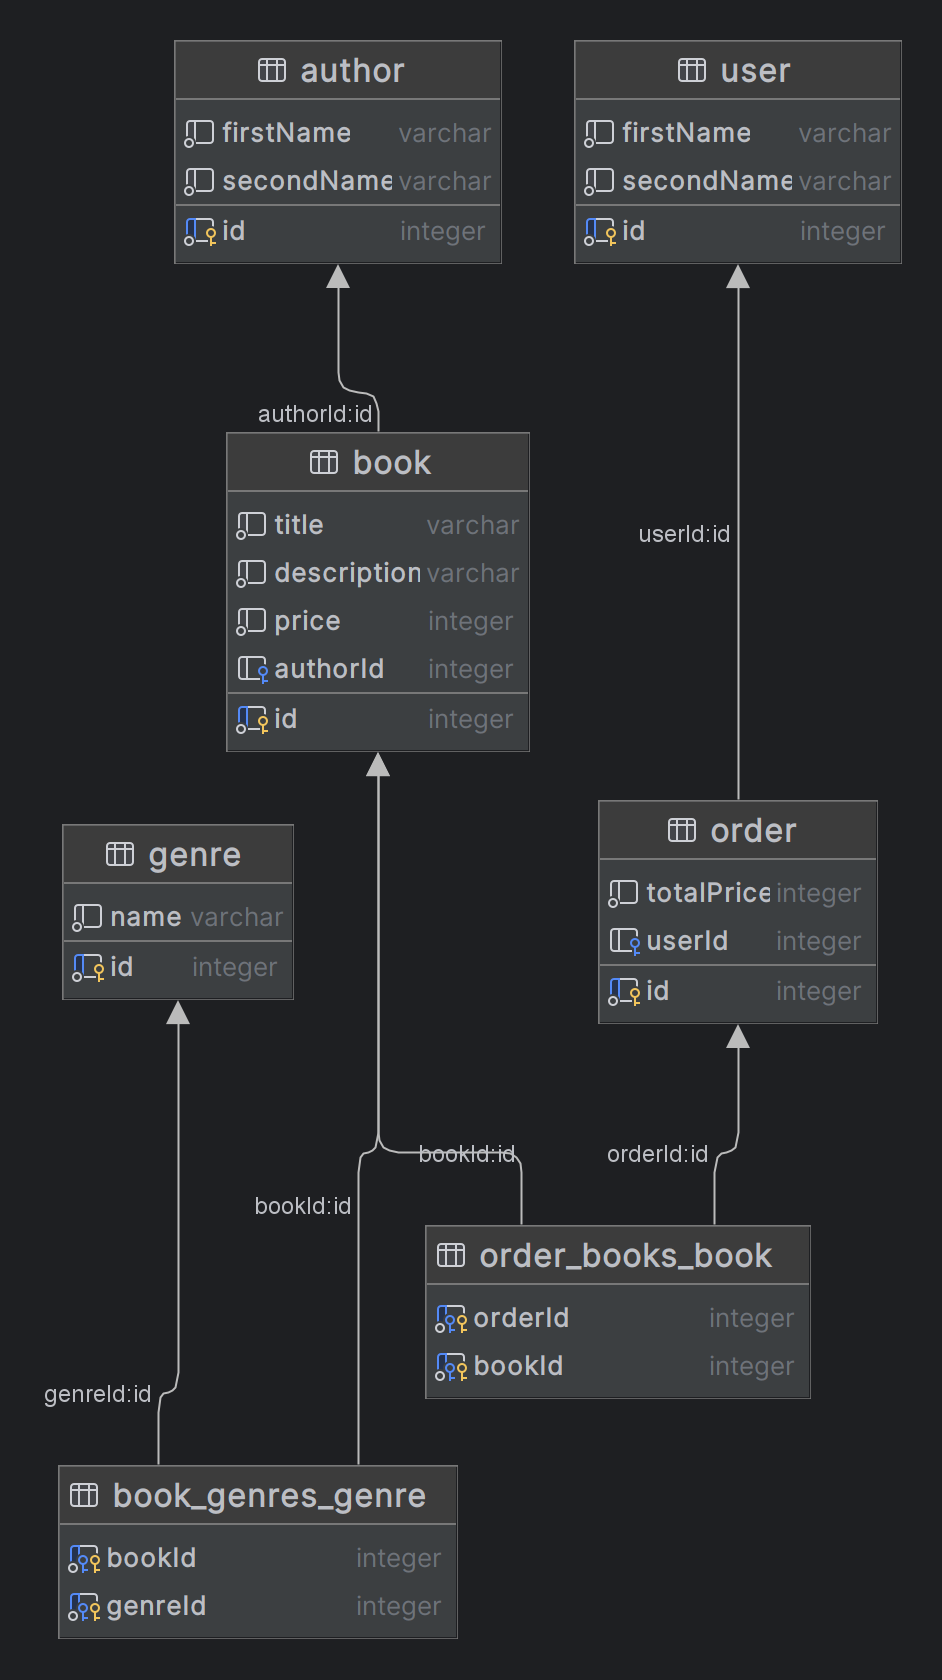 author
firstName varchar
secondName varchar
id integer
user
firstName varchar
secondName varchar
id integer
authorId:id
book
title varchar
description varchar
price integer
authorId integer
id integer
userId:id
genre
name varchar
id integer
order
totalPrice integer
userId integer
id integer
bookId:id
orderId:id
bookId:id
order_books_book
orderId integer
bookId integer
genreId:id
book_genres_genre
bookId integer
genreId integer